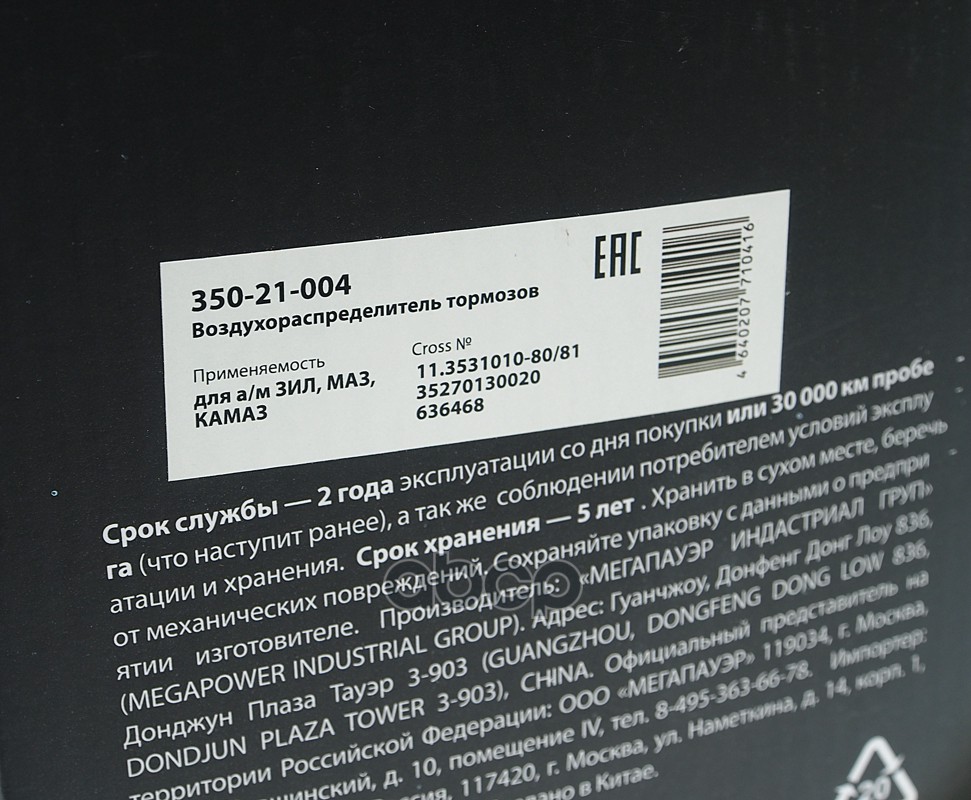 350-21-004
Воздухораспределитель тормозов
EAC
Применяемость
для а/м ЗИЛ, МАЗ,
КАМАЗ
Cross №
11.3531010-80/81
35270130020
636468
4 640207 710416
Срок службы — 2 года эксплуатации со дня покупки или 30 000 км пробе
га (что наступит ранее), а так же соблюдении потребителем условий эксплу
атации и хранения. Срок хранения — 5 лет . Хранить в сухом месте, беречь
от механических повреждений. Сохраняйте упаковку с данными о предпри
ятии изготовителе. Производитель: «МЕГАПАУЭР ИНДАСТРИАЛ ГРУП»
(MEGAPOWER INDUSTRIAL GROUP). Адрес: Гуанчжоу, Донфенг Донг Лоу 836,
Донджун Плаза Тауэр 3-903 (GUANGZHOU, DONGFENG DONG LOW 836,
DONDJUN PLAZA TOWER 3-903), CHINA. Официальный представитель на
территории Российской Федерации: ООО «МЕГАПАУЭР» 119034, г. Москва,
д. 10, помещение IV, тел. 8-495-363-66-78. Импортер:
117420, г. Москва, ул. Наметкина, д. 14, корп. 1,
в Китае.
20
abcp